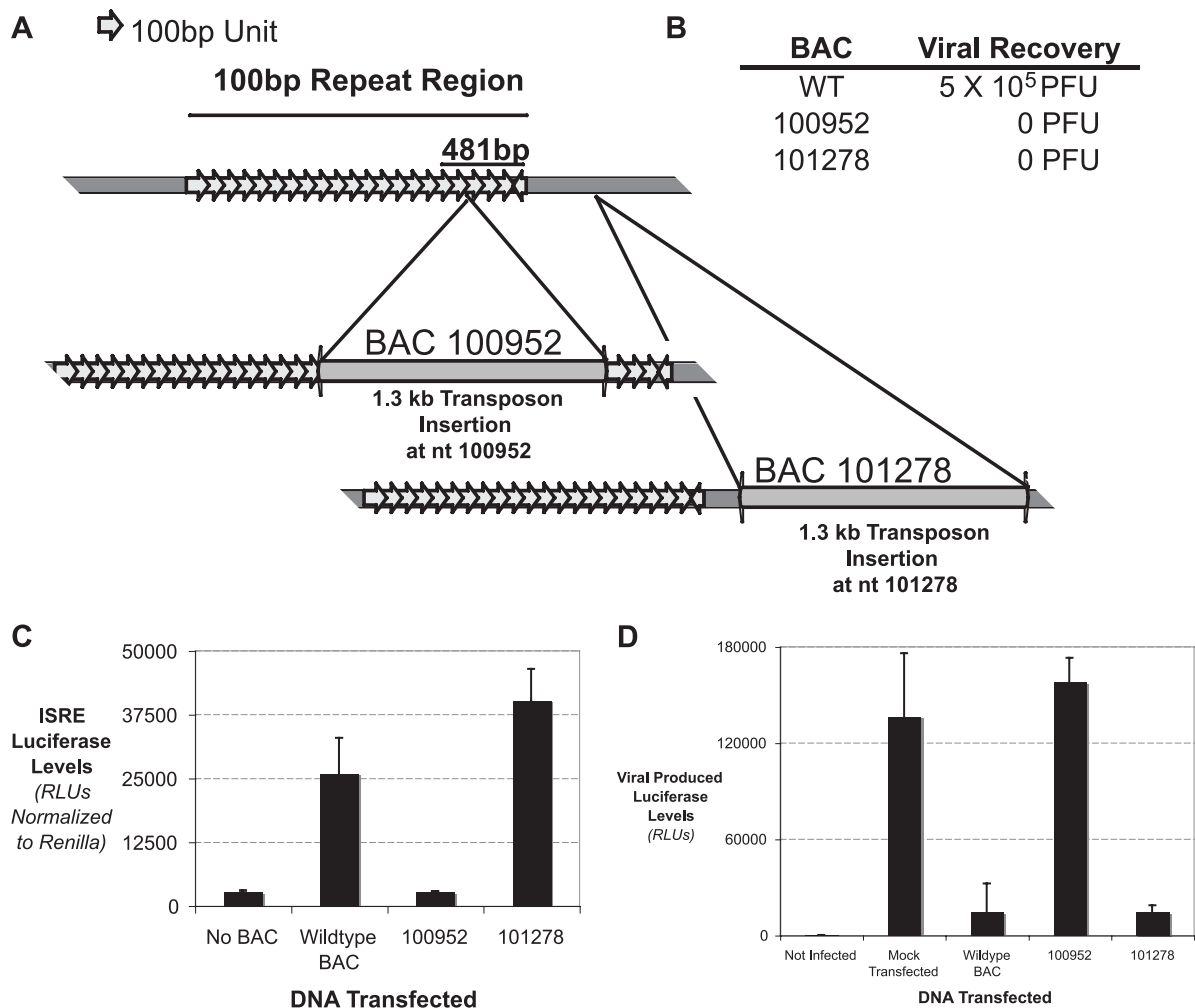 A
100bp Unit
100bp Repeat Region
481bp
BAC 100952
1.3 kb Transposon
Insertion
at nt 100952
BAC 101278
1.3 kb Transposon
Insertion
at nt 101278
B
BAC Viral Recovery
WT 5 X 10⁵ PFU
100952 0 PFU
101278 0 PFU
C
ISRE
Luciferase
Levels
(RLUs
Normalized
to Renilla)
50000
37500
25000
12500
0
No BAC Wildtype BAC 100952 101278
DNA Transfected
D
Viral Produced
Luciferase
Levels
(RLUs)
180000
120000
60000
0
Not Infected Mock Transfected Wildype BAC 100952 101278
DNA Transfected